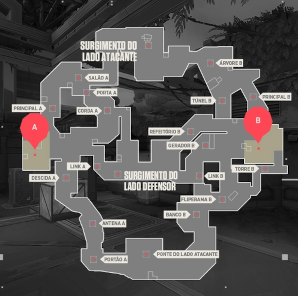 SURGIMENTO DO
LADO ATACANTE
ÁRVORE B
SALÃO A
PORTA A
PRINCIPAL A
CORDA A
TÚNEL B
PRINCIPAL B
A
B
REFEITÓRIO B
GERADOR B
LINK A
DESCIDA A
SURGIMENTO DO
LADO DEFENSOR
LINK B
TORRE B
FLIPERAMA B
BANCO B
ANTENA A
PORTÃO A
PONTE DO LADO ATACANTE